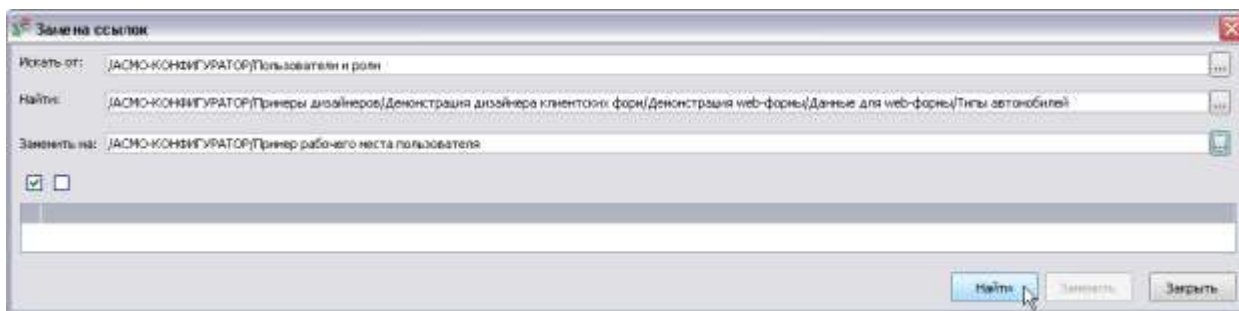 Замена ссылок
Искать от: /АСМО-КОНФИГУРАТОР/Пользователи и роли ...
Найти: /АСМО-КОНФИГУРАТОР/Примеры дизайнеров/Демонстрация дизайнера клиентских форм/Демонстрация web-формы/Данные для web-формы/Типы автомобилей ...
Заменить на: /АСМО-КОНФИГУРАТОР/Пример рабочего места пользователя ...
Найти Заменить Закрыть